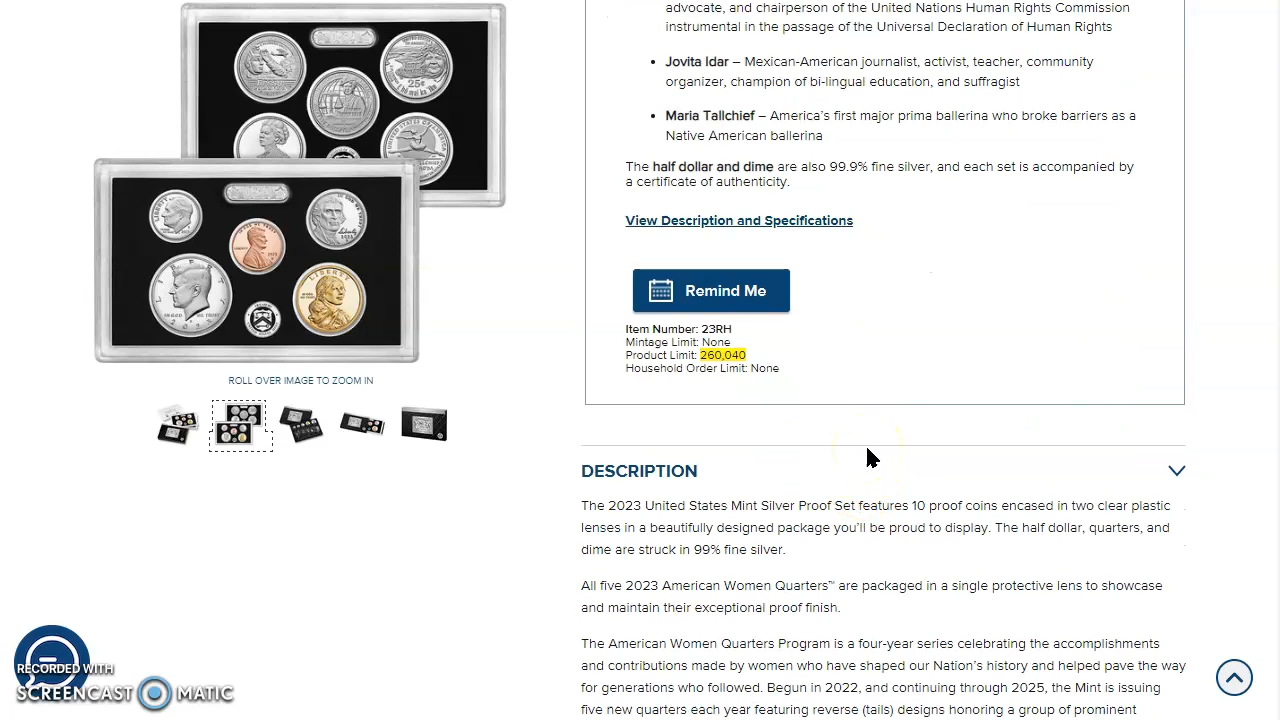 advocate, and chairperson of the United Nations Human Rights Commission
instrumental in the package of the Universal Declaration of Human Rights
• Jovita Idar – Mexican-American journalist, activist, teacher, community
organizer, champion of bi-lingual education, and suffragist
• Maria Tallchief – America's first major prima ballerina who broke barriers as a
Native American ballerina
The half dollar and dime are also 99.9% fine silver, and each set is accompanied by
a certificate of authenticity.
View Description and Specifications
Remind Me
Item Number: 23RH
Mintage Limit: None
Product Limit: 260,040
Household Order Limit: None
ROLL OVER IMAGE TO ZOOM IN
DESCRIPTION
The 2023 United States Mint Silver Proof Set features 10 proof coins encased in two clear plastic
lenses in a beautifully designed package you'll be proud to display. The half dollar, quarters, and
dime are struck in 99% fine silver.
All five 2023 American Women Quarters™ are packaged in a single protective lens to showcase
and maintain their exceptional proof finish.
The American Women Quarters Program is a four-year series celebrating the accomplishments
and contributions made by women who have shaped our Nation's history and helped pave the way
for generations who followed. Begun in 2022 and continuing through 2025, the Mint is issuing
five new quarters each year featuring reverse (tails) designs honoring a group of prominent
RECORDED WITH
SCREENCAST MATIC
25¢
LIBERTY
LIBERTY
Liberty